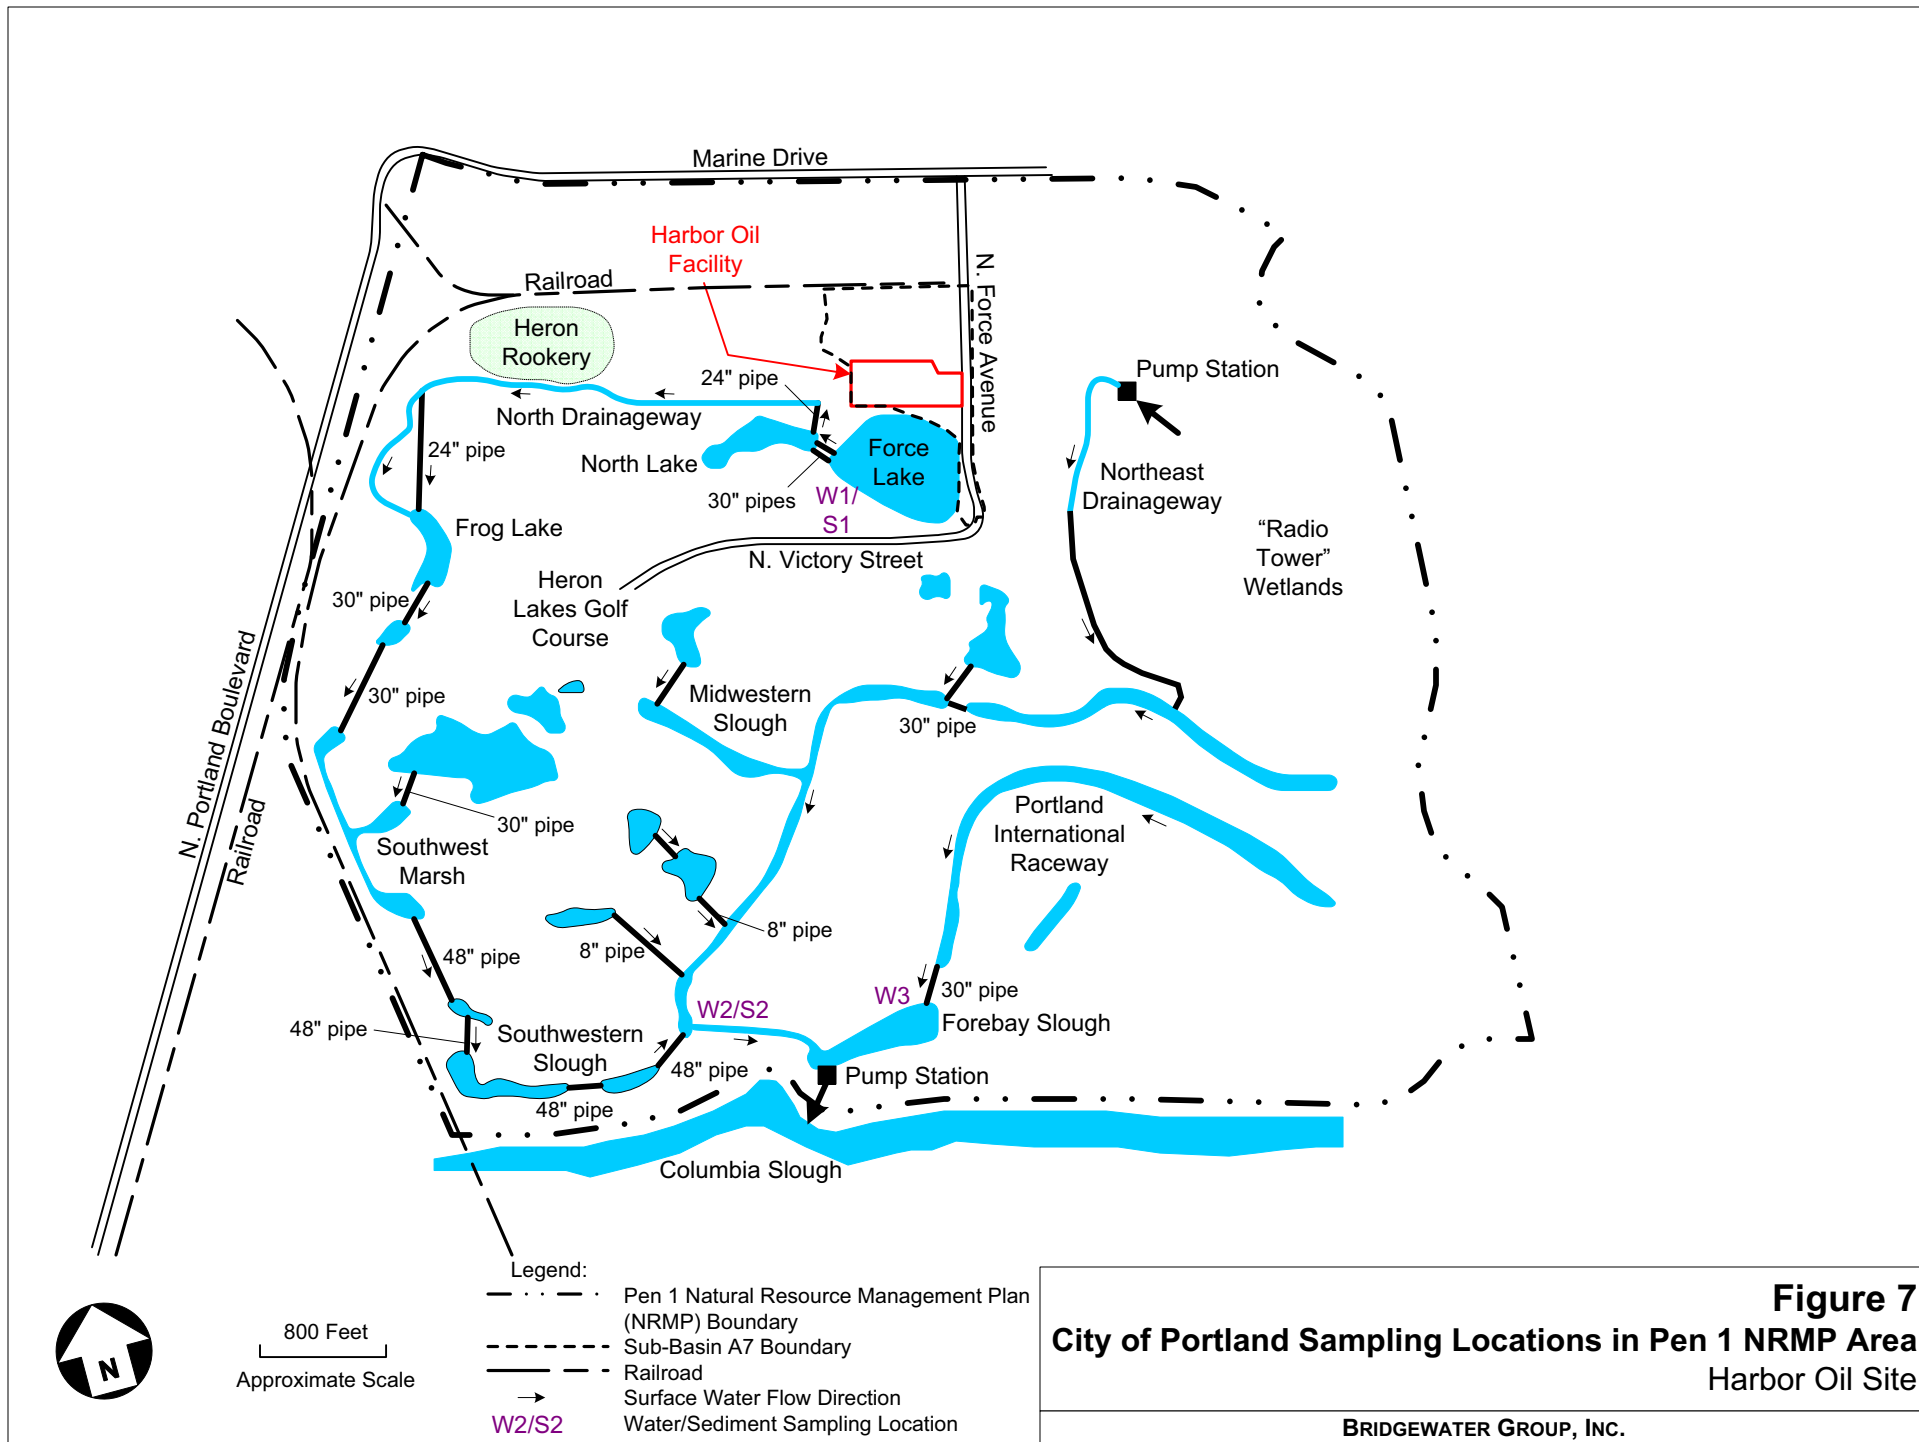 Marine Drive
Harbor Oil
Facility
N. Force Avenue
Railroad
Heron
Rookery
24" pipe
Pump Station
North Drainageway
24" pipe
North Lake
Force
Lake
30" pipes
W1/
S1
Northeast
Drainageway
Frog Lake
"Radio
Tower"
Wetlands
N. Victory Street
Heron
Lakes Golf
Course
30" pipe
30" pipe
Midwestern
Slough
30" pipe
N. Portland Boulevard
Railroad
30" pipe
Southwest
Marsh
Portland
International
Raceway
8" pipe
8" pipe
48" pipe
W3
30" pipe
W2/S2
Forebay Slough
48" pipe
Southwestern
Slough
48" pipe
Pump Station
48" pipe
Columbia Slough
N
800 Feet
Approximate Scale
Legend:
Pen 1 Natural Resource Management Plan
(NRMP) Boundary
Sub-Basin A7 Boundary
Railroad
Surface Water Flow Direction
W2/S2 Water/Sediment Sampling Location
Figure 7
City of Portland Sampling Locations in Pen 1 NRMP Area
Harbor Oil Site
BRIDGEWATER GROUP, INC.